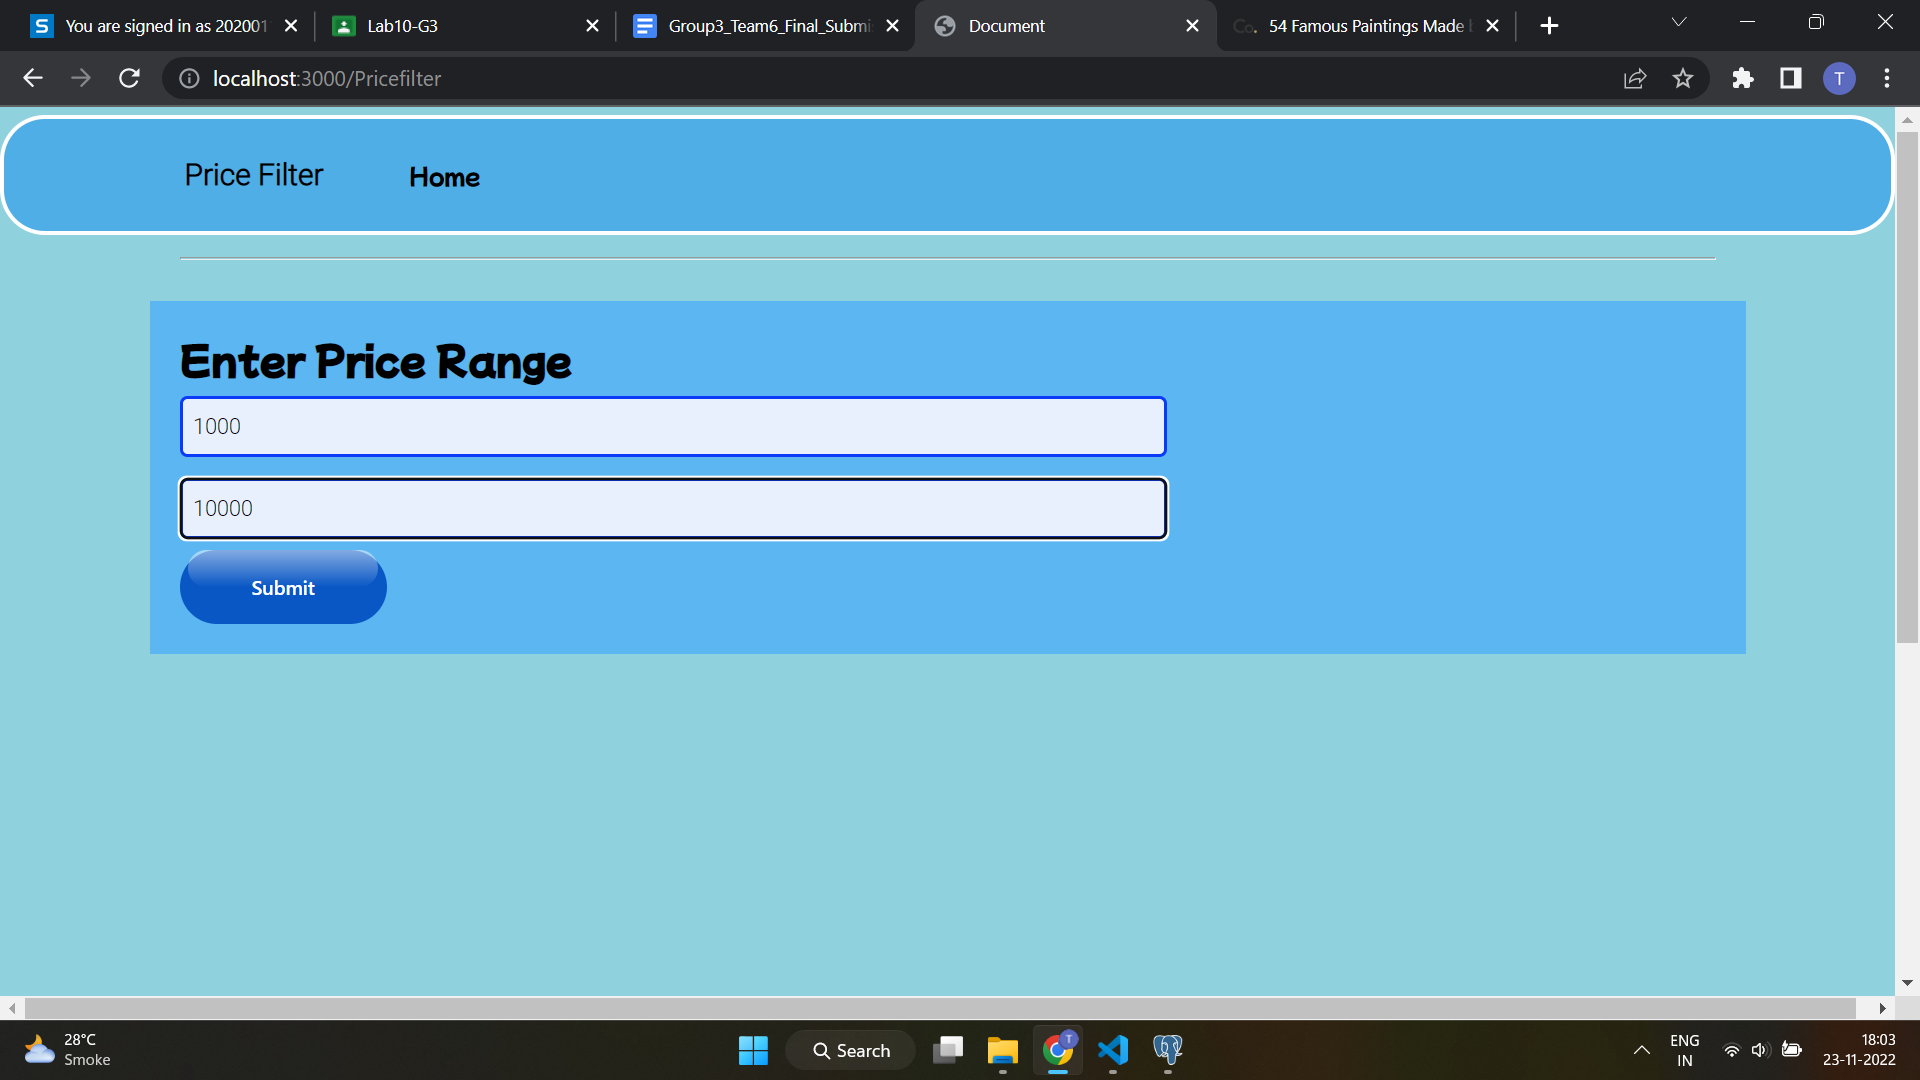 You are signed in as 202001
Lab10-G3
Group3_Team6_Final_Submi
Document
Co.
54 Famous Paintings Made
localhost:3000/Pricefilter
T
Price Filter
Home
Enter Price Range
1000
10000
Submit
28°C
Smoke
Search
T
ENG
IN
18:03
23-11-2022